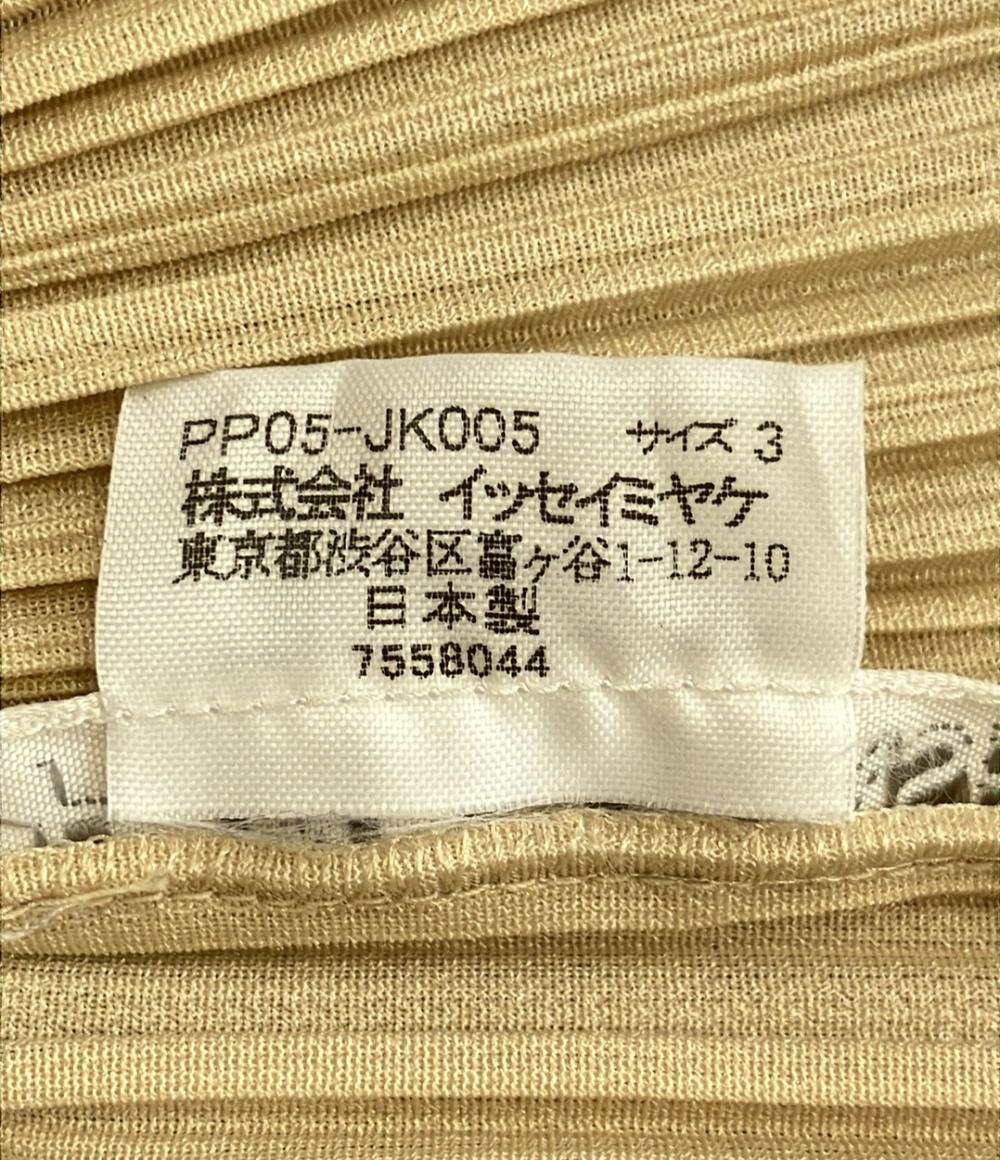 PP05-JK005 サイズ 3
株式会社 イッセイミヤケ
東京都渋谷区富ヶ谷1-12-10
日本製
7558044